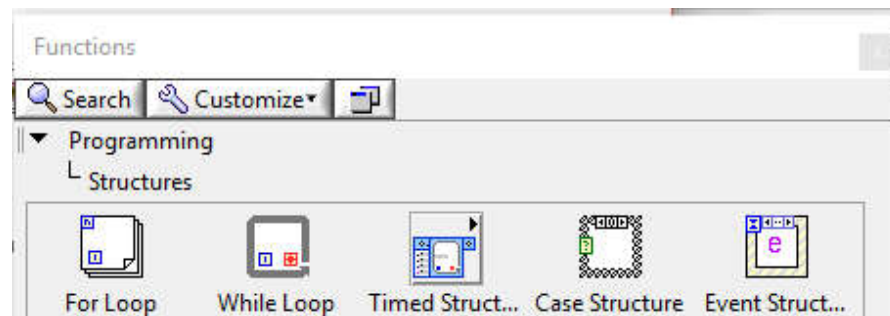 Functions
Search Customize
Programming
Structures
For Loop While Loop Timed Struct... Case Structure Event Struct...